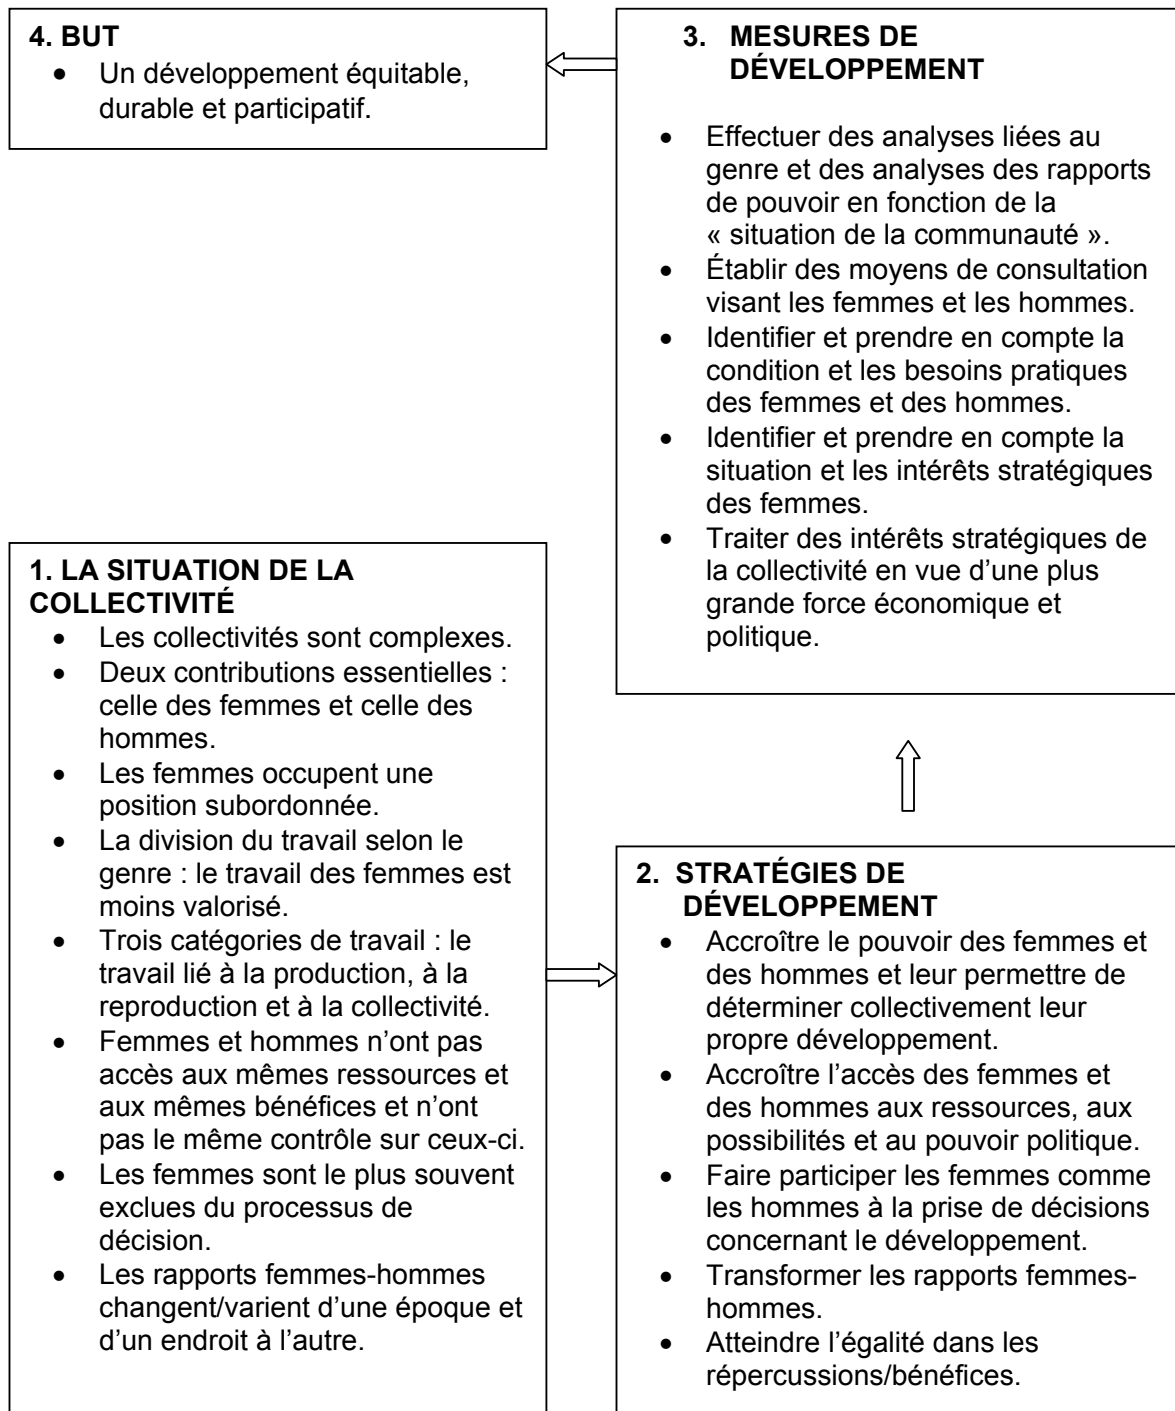 4. BUT
• Un développement équitable,
durable et participatif.
3. MESURES DE
DÉVELOPPEMENT
• Effectuer des analyses liées au
genre et des analyses des rapports
de pouvoir en fonction de la
« situation de la communauté ».
• Établir des moyens de consultation
visant les femmes et les hommes.
• Identifier et prendre en compte la
condition et les besoins pratiques
des femmes et des hommes.
• Identifier et prendre en compte la
situation et les intérêts stratégiques
des femmes.
• Traiter des intérêts stratégiques de
la collectivité en vue d’une plus
grande force économique et
politique.
1. LA SITUATION DE LA
COLLECTIVITÉ
• Les collectivités sont complexes.
• Deux contributions essentielles :
celle des femmes et celle des
hommes.
• Les femmes occupent une
position subordonnée.
• La division du travail selon le
genre : le travail des femmes est
moins valorisé.
• Trois catégories de travail : le
travail lié à la production, à la
reproduction et à la collectivité.
• Femmes et hommes n’ont pas
accès aux mêmes ressources et
aux mêmes bénéfices et n’ont
pas le même contrôle sur ceux-ci.
• Les femmes sont le plus souvent
exclues du processus de
décision.
• Les rapports femmes-hommes
changent/varient d’une époque et
d’un endroit à l’autre.
2. STRATÉGIES DE
DÉVELOPPEMENT
• Accroître le pouvoir des femmes et
des hommes et leur permettre de
déterminer collectivement leur
propre développement.
• Accroître l’accès des femmes et
des hommes aux ressources, aux
possibilités et au pouvoir politique.
• Faire participer les femmes comme
les hommes à la prise de décisions
concernant le développement.
• Transformer les rapports femmes-
hommes.
• Atteindre l’égalité dans les
répercussions/bénéfices.